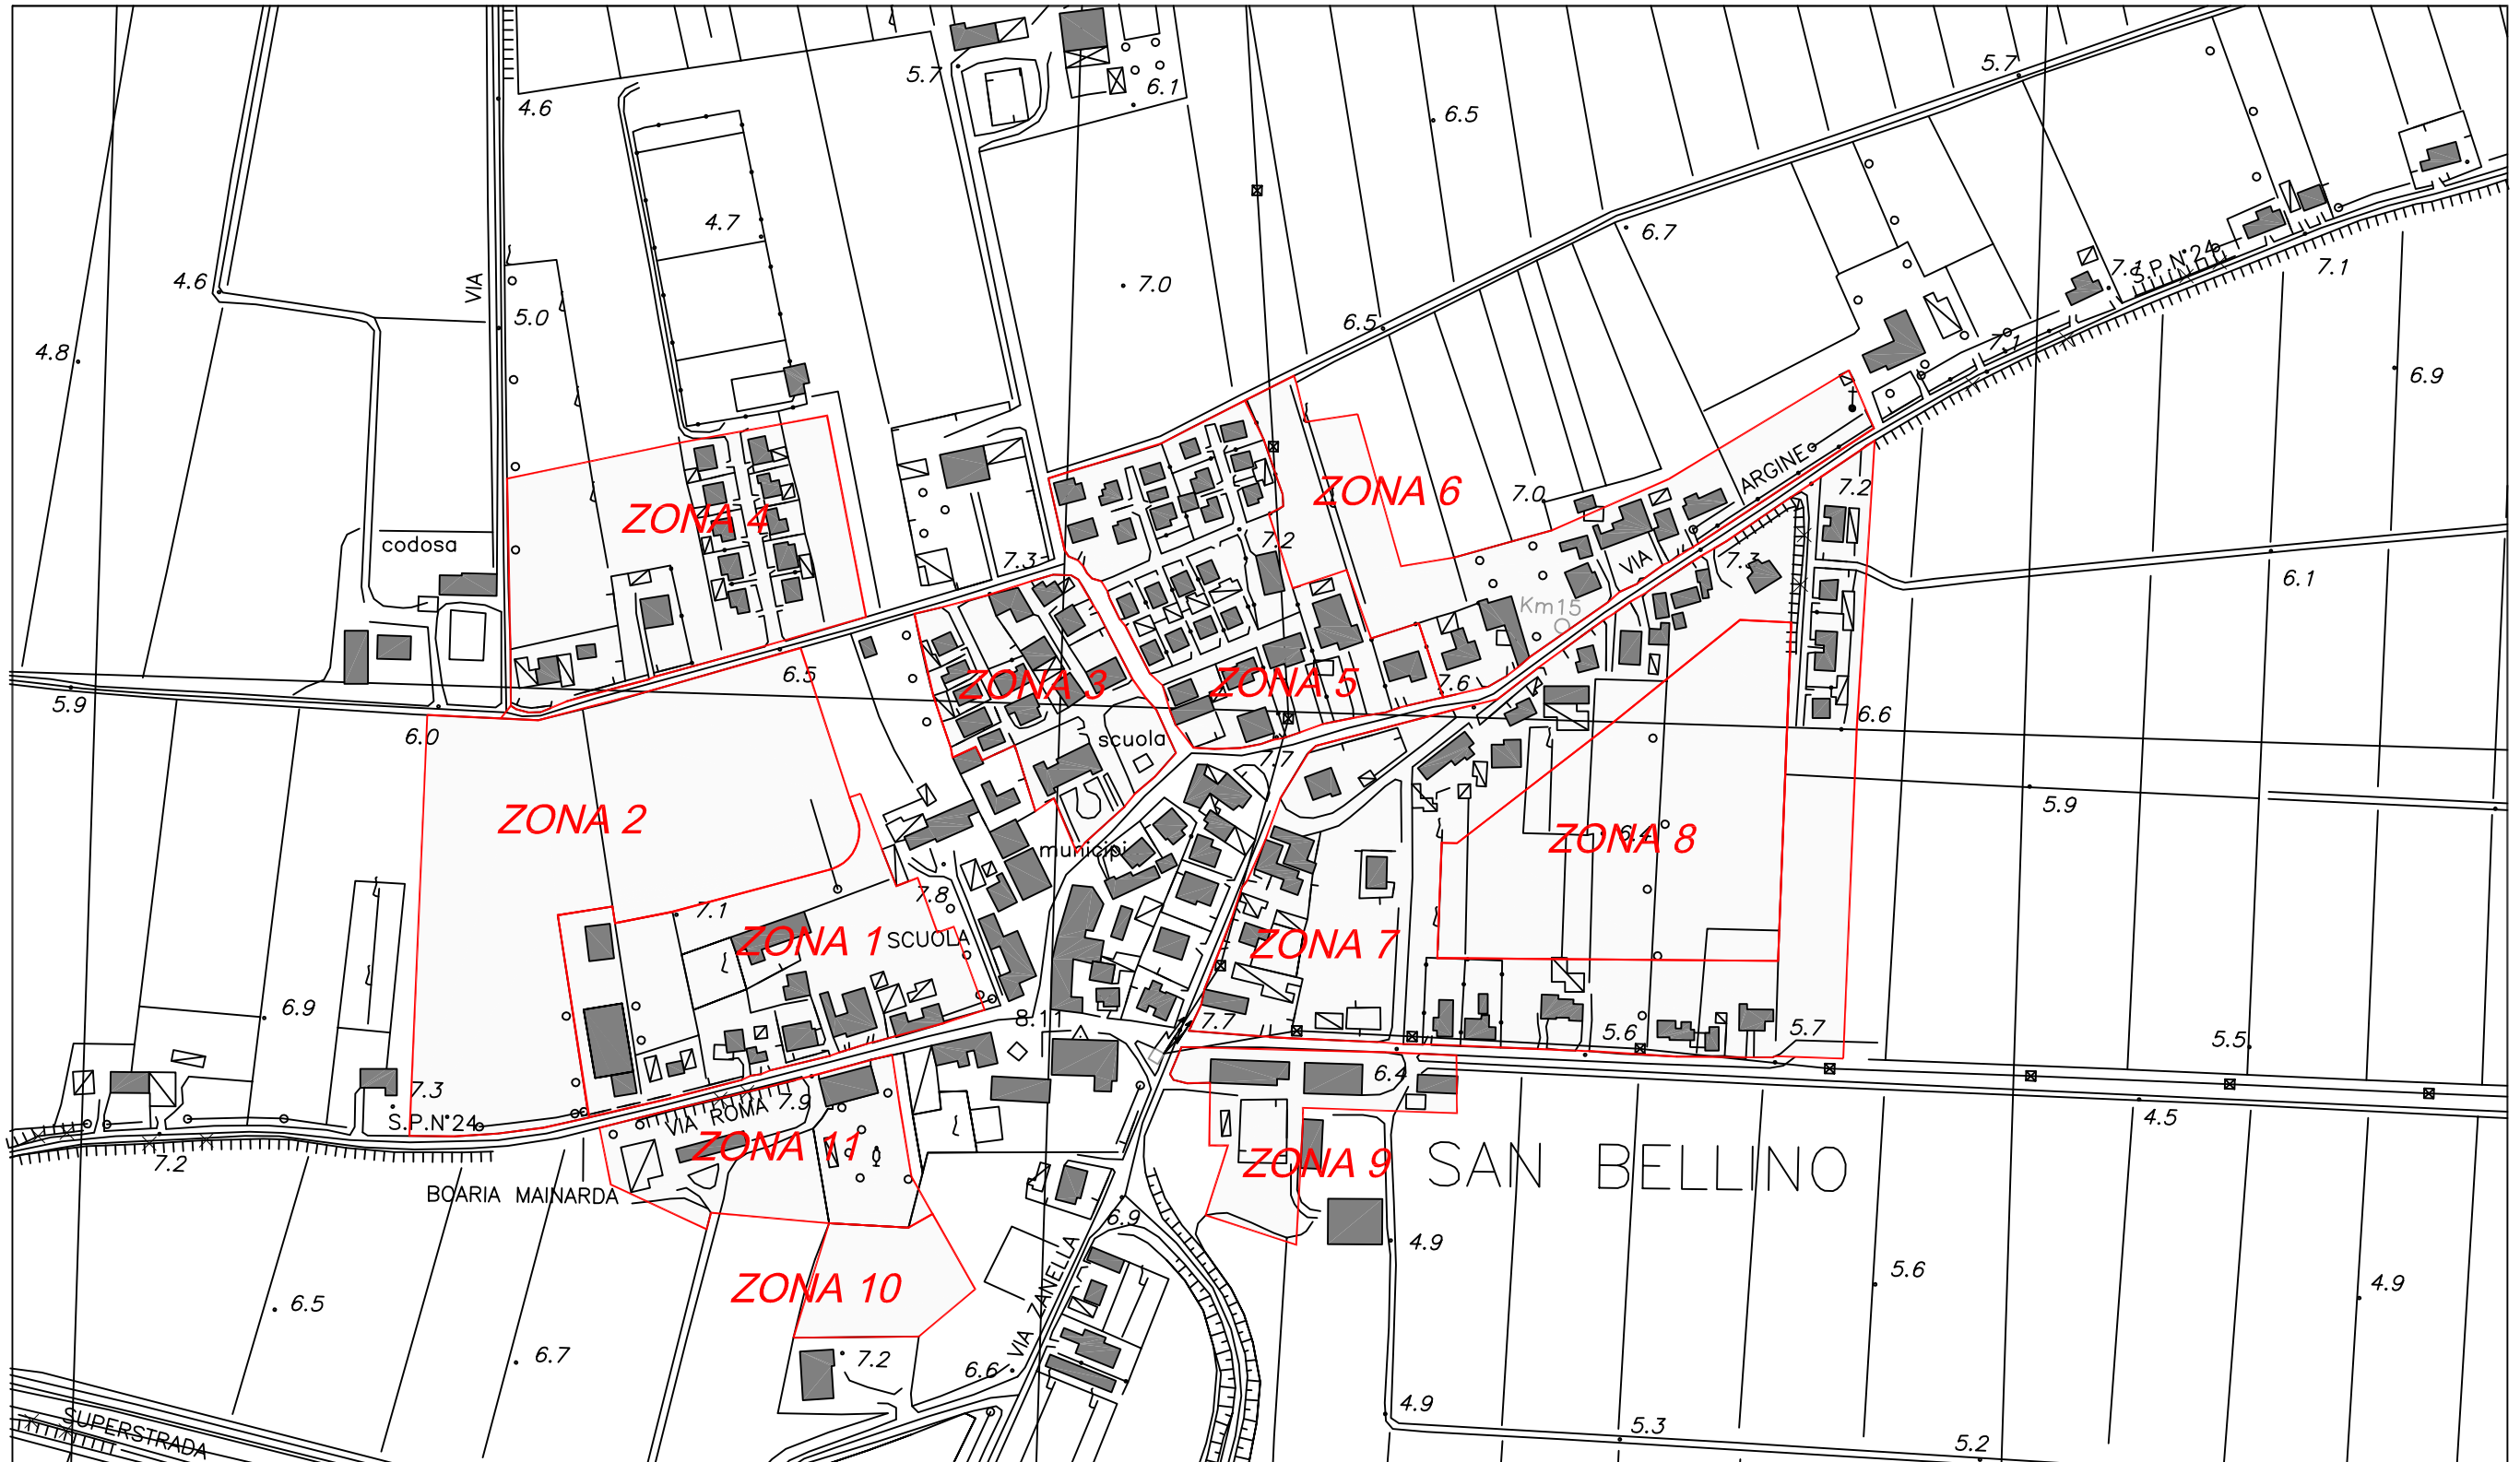 5.7
6.1
5.7
4.6
6.5
4.7
6.7
4.6
VIA
7.0
7.1
S.P.N°24
7.1
5.0
6.5
4.8
7.1
6.9
ZONA 4
ZONA 6
7.0
ARGINE
7.2
codosa
7.3
7.2
VIA
7.3
6.1
Km15
6.5
ZONA 3
ZONA 5
7.6
5.9
6.0
scuola
6.6
7.7
5.9
ZONA 2
6.4
ZONA 8
municipi
7.8
7.1
ZONA 1
SCUOLA
ZONA 7
6.9
8.11
7.7
5.6
5.7
5.5
7.3
6.4
S.P.N°24
VIA ROMA
7.9
4.5
7.2
ZONA 11
ZONA 9
SAN BELLINO
BOARIA MAINARDA
6.9
4.9
5.6
4.9
ZONA 10
VIA ZANELLA
6.5
6.7
7.2
6.6
4.9
5.3
5.2
SUPERSTRADA